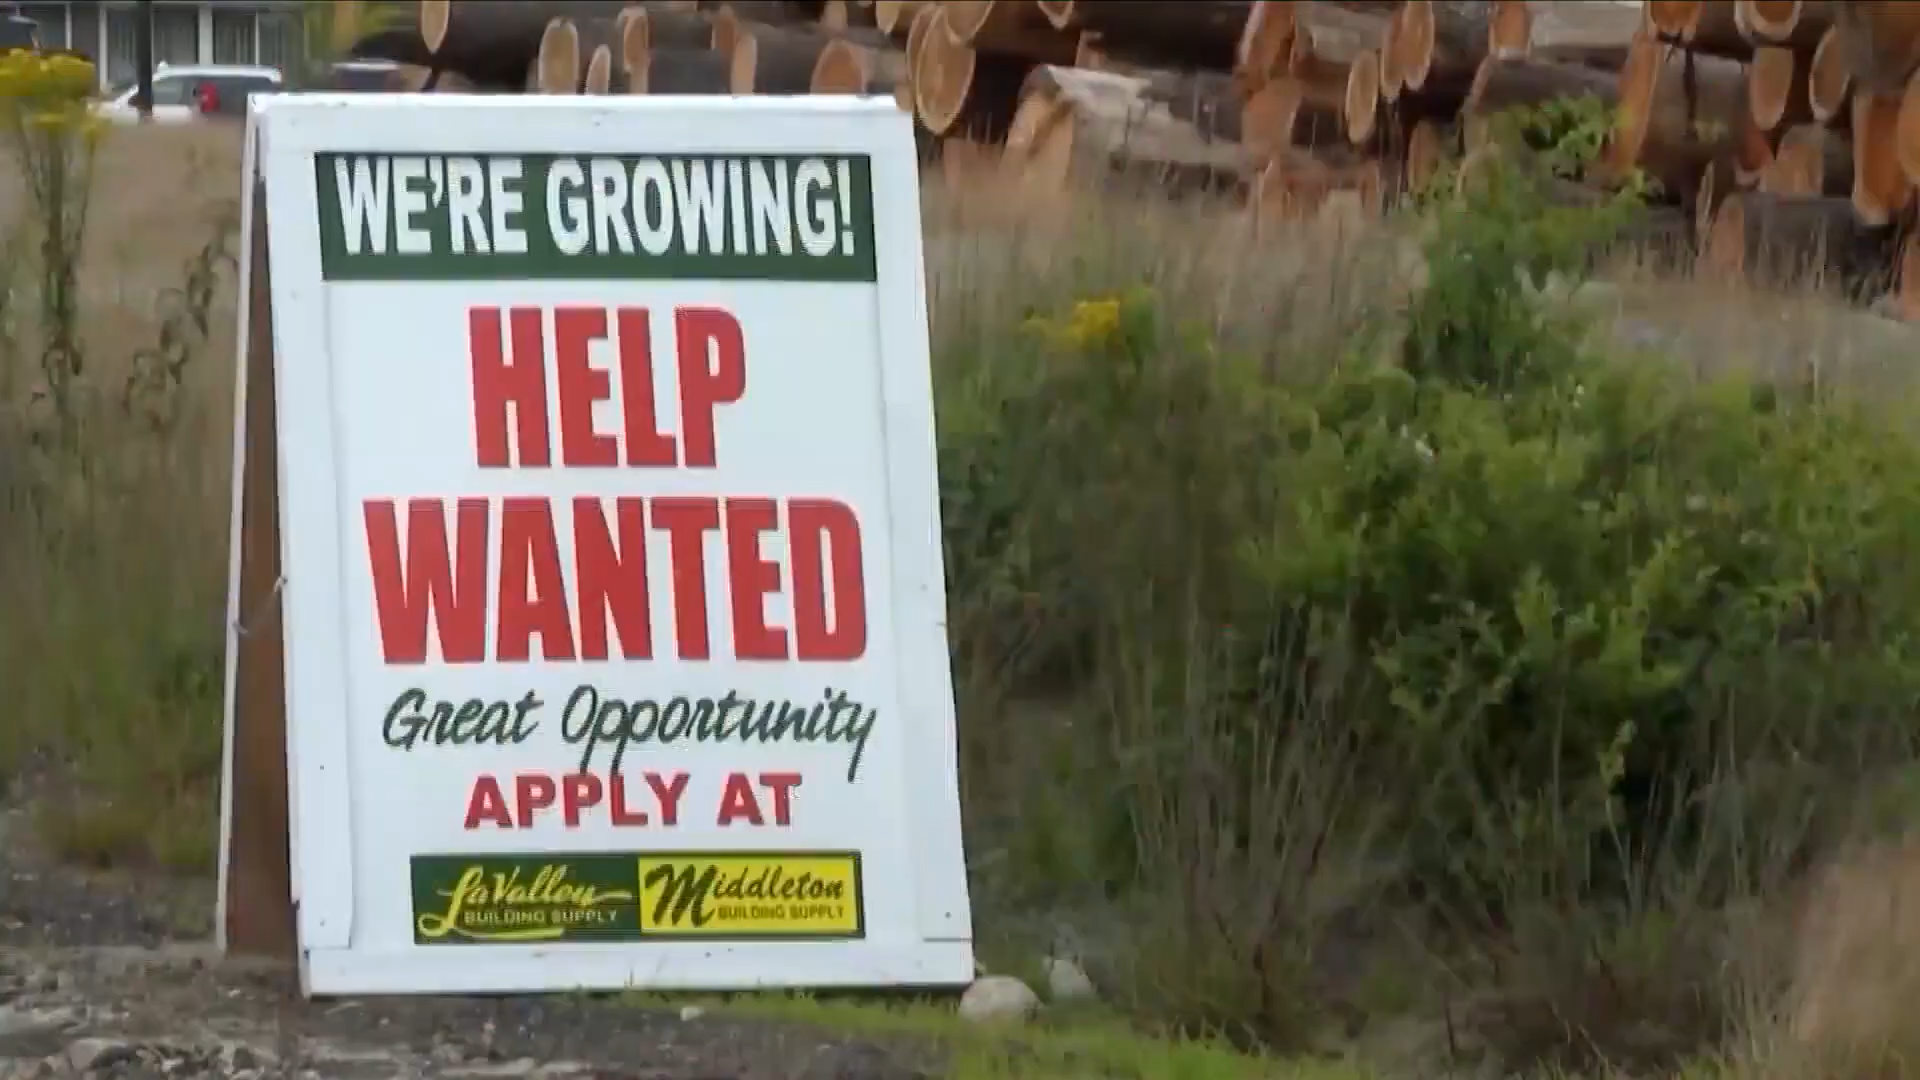 WE'RE GROWING!
HELP
WANTED
Great Opportunity
APPLY AT
LaValley
BUILDING SUPPLY
Middleton
BUILDING SUPPLY